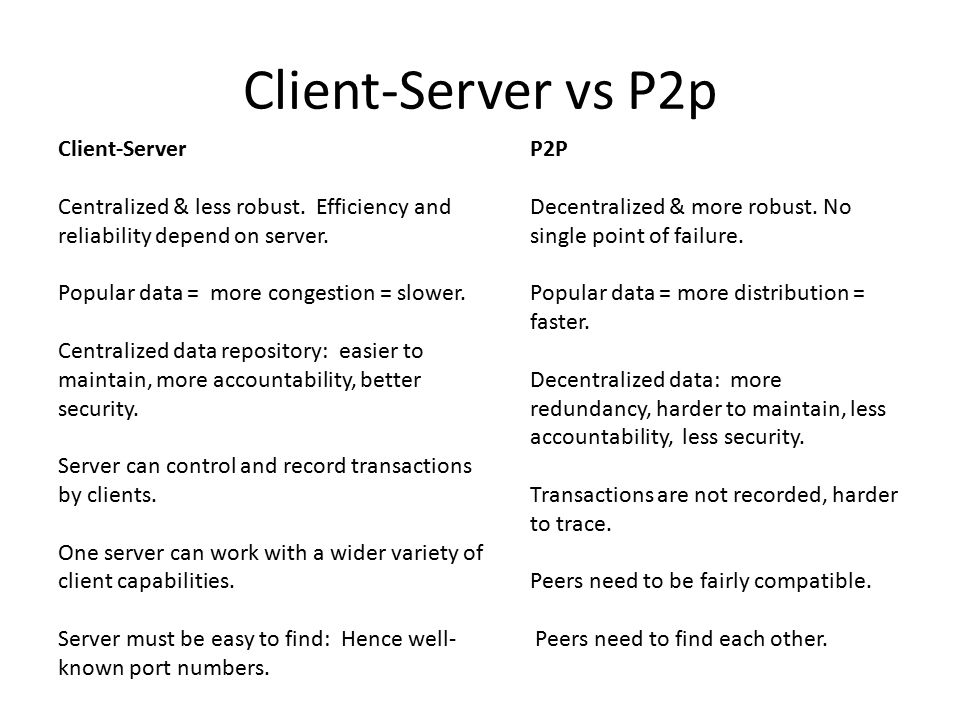 Client-Server vs P2p
Client-Server
Centralized & less robust.  Efficiency and
reliability depend on server.
Popular data =  more congestion = slower.
Centralized data repository:  easier to
maintain, more accountability, better
security.
Server can control and record transactions
by clients.
One server can work with a wider variety of
client capabilities.
Server must be easy to find:  Hence well-
known port numbers.
P2P
Decentralized & more robust. No
single point of failure.
Popular data = more distribution =
faster.
Decentralized data:  more
redundancy, harder to maintain, less
accountability,  less security.
Transactions are not recorded, harder
to trace.
Peers need to be fairly compatible.
Peers need to find each other.